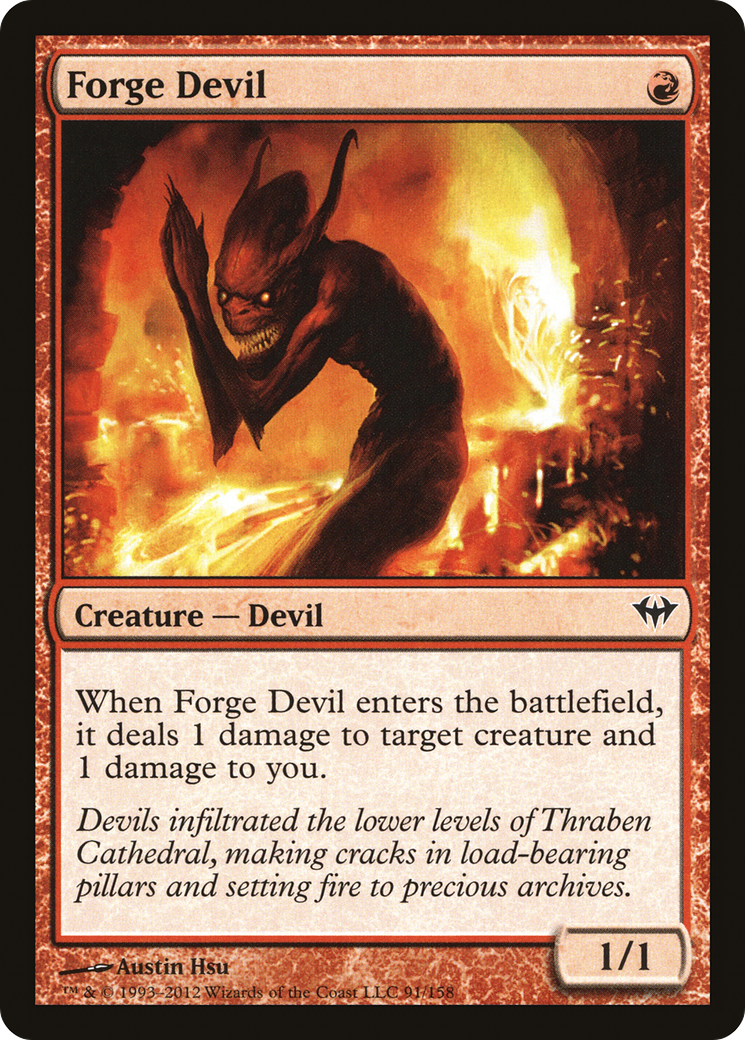 Forge Devil
Creature — Devil
When Forge Devil enters the battlefield,
it deals 1 damage to target creature and
1 damage to you.
Devils infiltrated the lower levels of Thraben
Cathedral, making cracks in load-bearing
pillars and setting fire to precious archives.
1/1
Austin Hsu
™ & © 1993–2012 Wizards of the Coast LLC 91/158